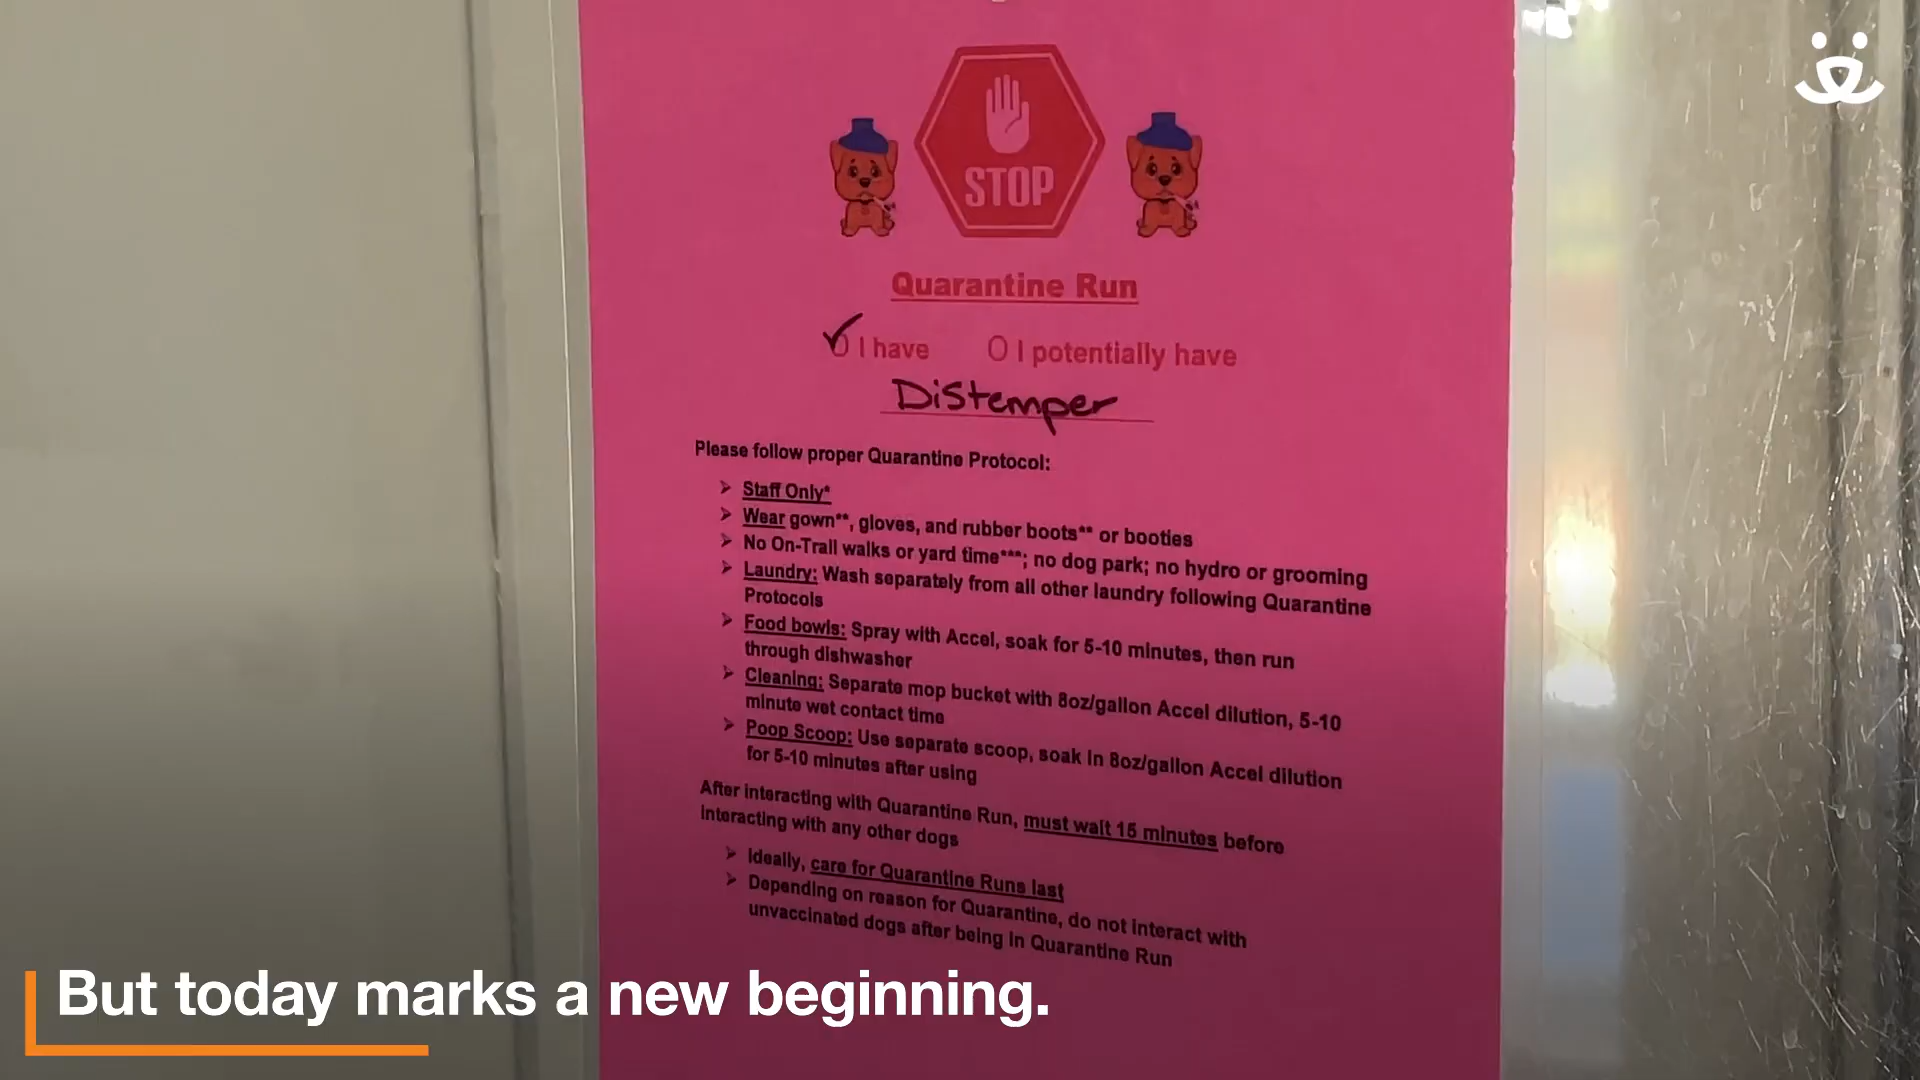 STOP
Quarantine Run
O I have O I potentially have
Distemper
Please follow proper Quarantine Protocol:
➢ Staff Only*
➢ Wear gown**, gloves, and rubber boots** or booties
➢ No On-Trail walks or yard time***; no dog park; no hydro or grooming
➢ Laundry: Wash separately from all other laundry following Quarantine
Protocols
➢ Food bowls: Spray with Accel, soak for 5-10 minutes, then run
through dishwasher
➢ Cleaning: Separate mop bucket with 8oz/gallon Accel dilution, 5-10
minute wet contact time
➢ Poop Scoop: Use separate scoop, soak in 8oz/gallon Accel dilution
for 5-10 minutes after using
After interacting with Quarantine Run, must wait 15 minutes before
interacting with any other dogs
➢ Ideally, care for Quarantine Runs last
➢ Depending on reason for Quarantine, do not interact with
unvaccinated dogs after being in Quarantine Run
But today marks a new beginning.